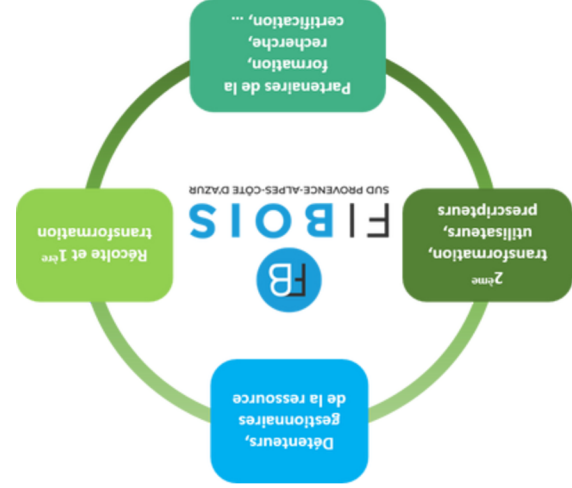 Détenteurs,
gestionnaires
de la ressource
2ème
transformation,
utilisateurs,
prescripteurs
FB
FIBOIS
SUD PROVENCE-ALPES-CÔTE D'AZUR
Récolte et 1ère
transformation
Partenaires de la
formation,
recherche,
certification, ...